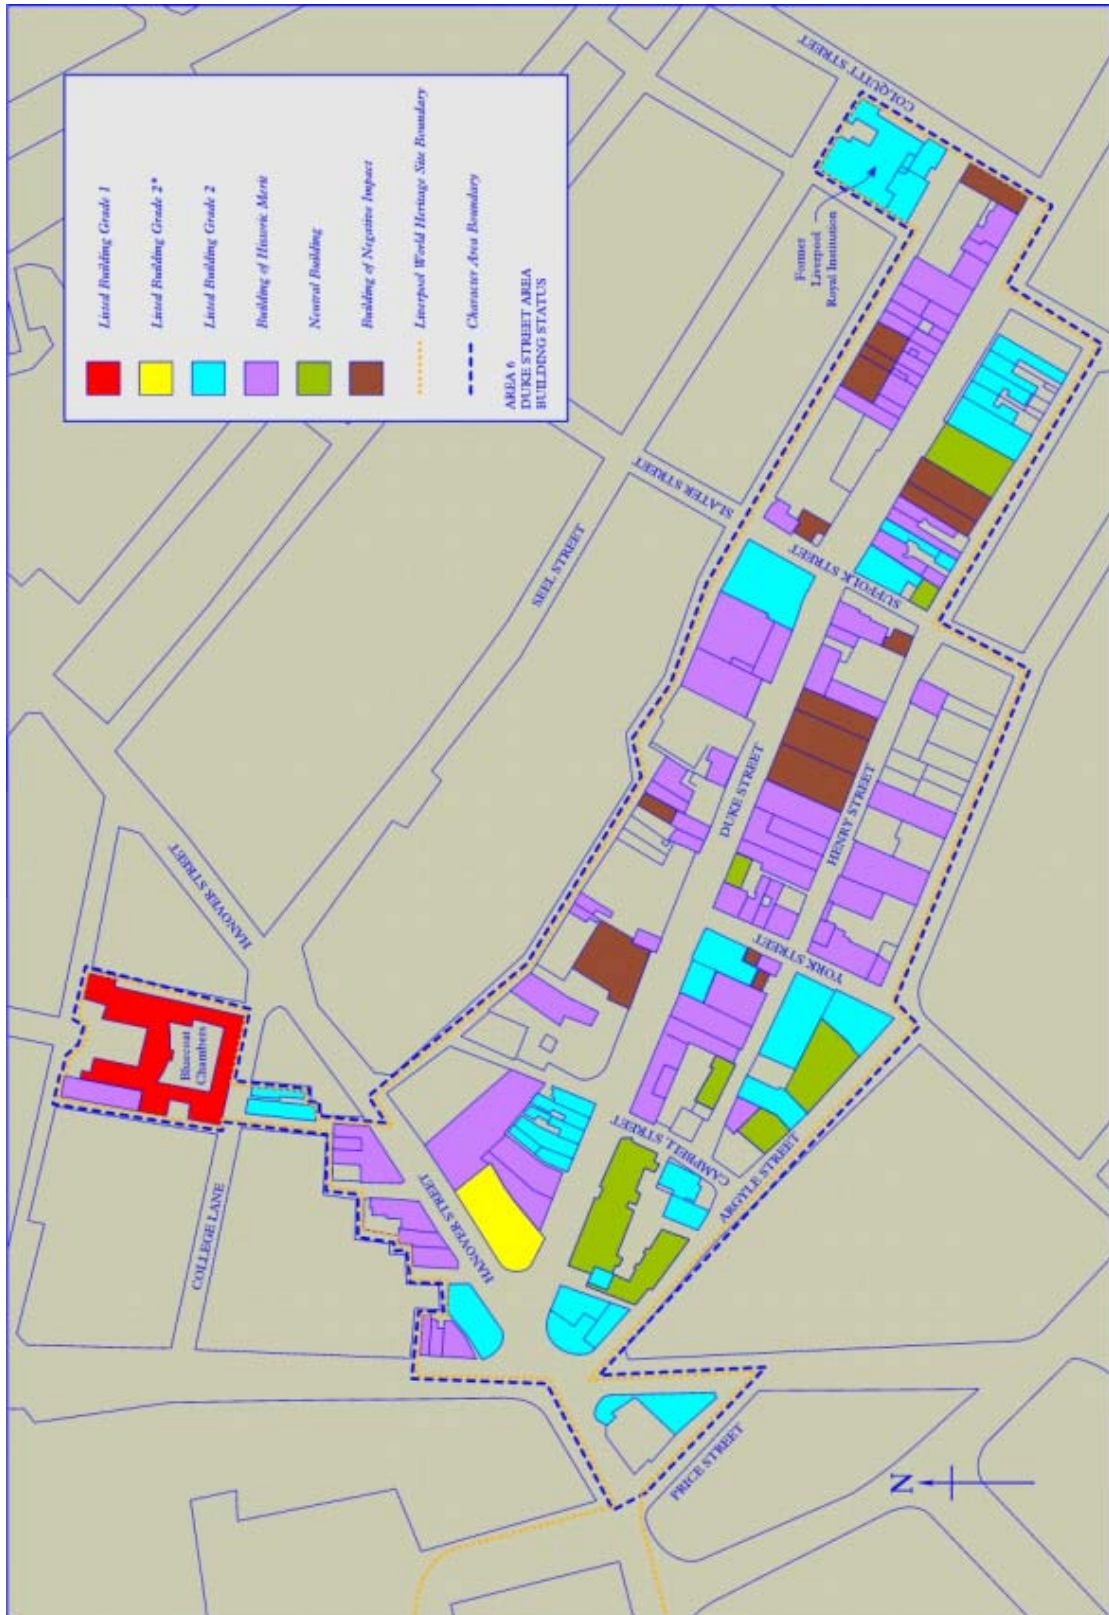 Listed Building Grade 1
Listed Building Grade 2*
Listed Building Grade 2
Building of Historic Merit
Neutral Building
Building of Negative Impact
Liverpool World Heritage Site Boundary
Character Area Boundary
AREA 6
DUKE STREET AREA
BUILDING STATUS
COLQUITT STREET
Former
Liverpool
Royal Institution
SLATER STREET
SEEL STREET
SUFFOLK STREET
HANOVER STREET
DUKE STREET
HENRY STREET
YORK STREET
Bluecoat
Chambers
COLLEGE LANE
HANOVER STREET
CAMPBELL STREET
ARGYLE STREET
PRICE STREET
N